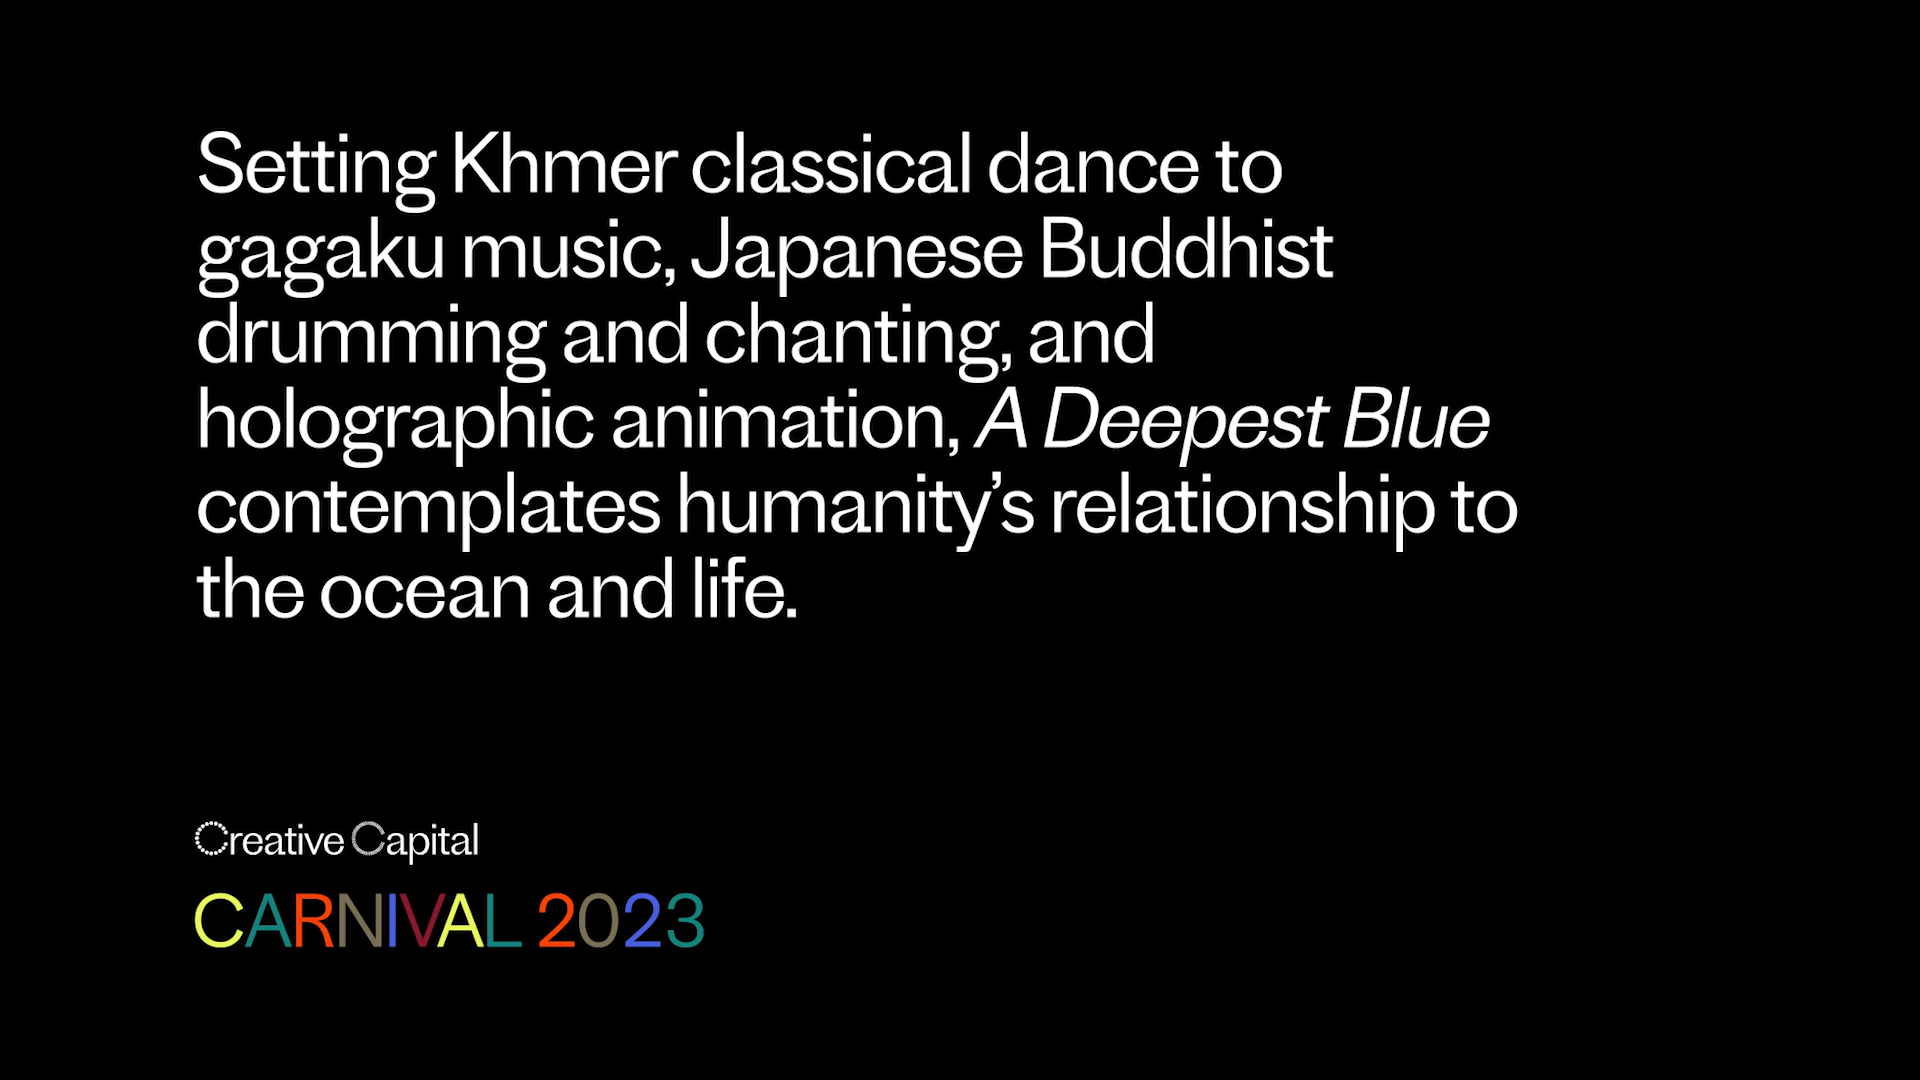 Setting Khmer classical dance to
gagaku music, Japanese Buddhist
drumming and chanting, and
holographic animation, A Deepest Blue
contemplates humanity’s relationship to
the ocean and life.
Creative Capital
CARNIVAL 2023